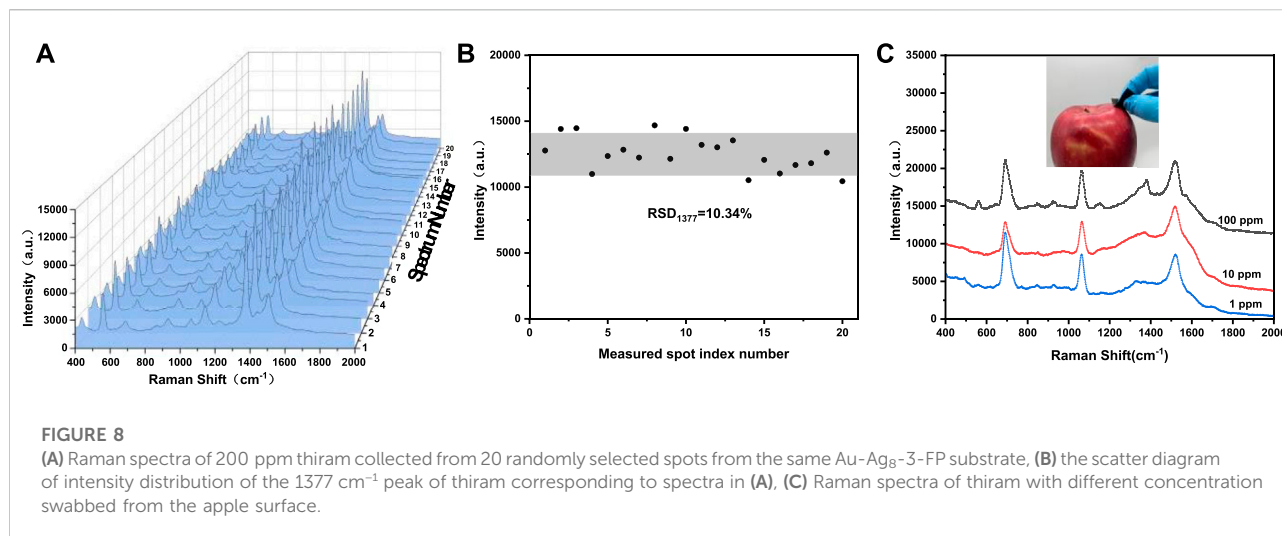 A
15000
12000
9000
6000
3000
0
Intensity (a.u.)
400 600 800 1000 1200 1400 1600 1800 2000
Raman Shift (cm⁻¹)
1
2
3
4
5
6
7
8
9
10
11
12
13
14
15
16
17
18
19
20
Spectrum Number
B
20000
15000
10000
5000
0
Intensity (a.u.)
RSD1377=10.34%
0 5 10 15 20
Measured spot index number
C
35000
30000
25000
20000
15000
10000
5000
0
Intensity (a.u.)
100 ppm
10 ppm
1 ppm
400 600 800 1000 1200 1400 1600 1800 2000
Raman Shift(cm⁻¹)
FIGURE 8
(A) Raman spectra of 200 ppm thiram collected from 20 randomly selected spots from the same Au-Ag₈-3-FP substrate, (B) the scatter diagram
of intensity distribution of the 1377 cm⁻¹ peak of thiram corresponding to spectra in (A), (C) Raman spectra of thiram with different concentration
swabbed from the apple surface.